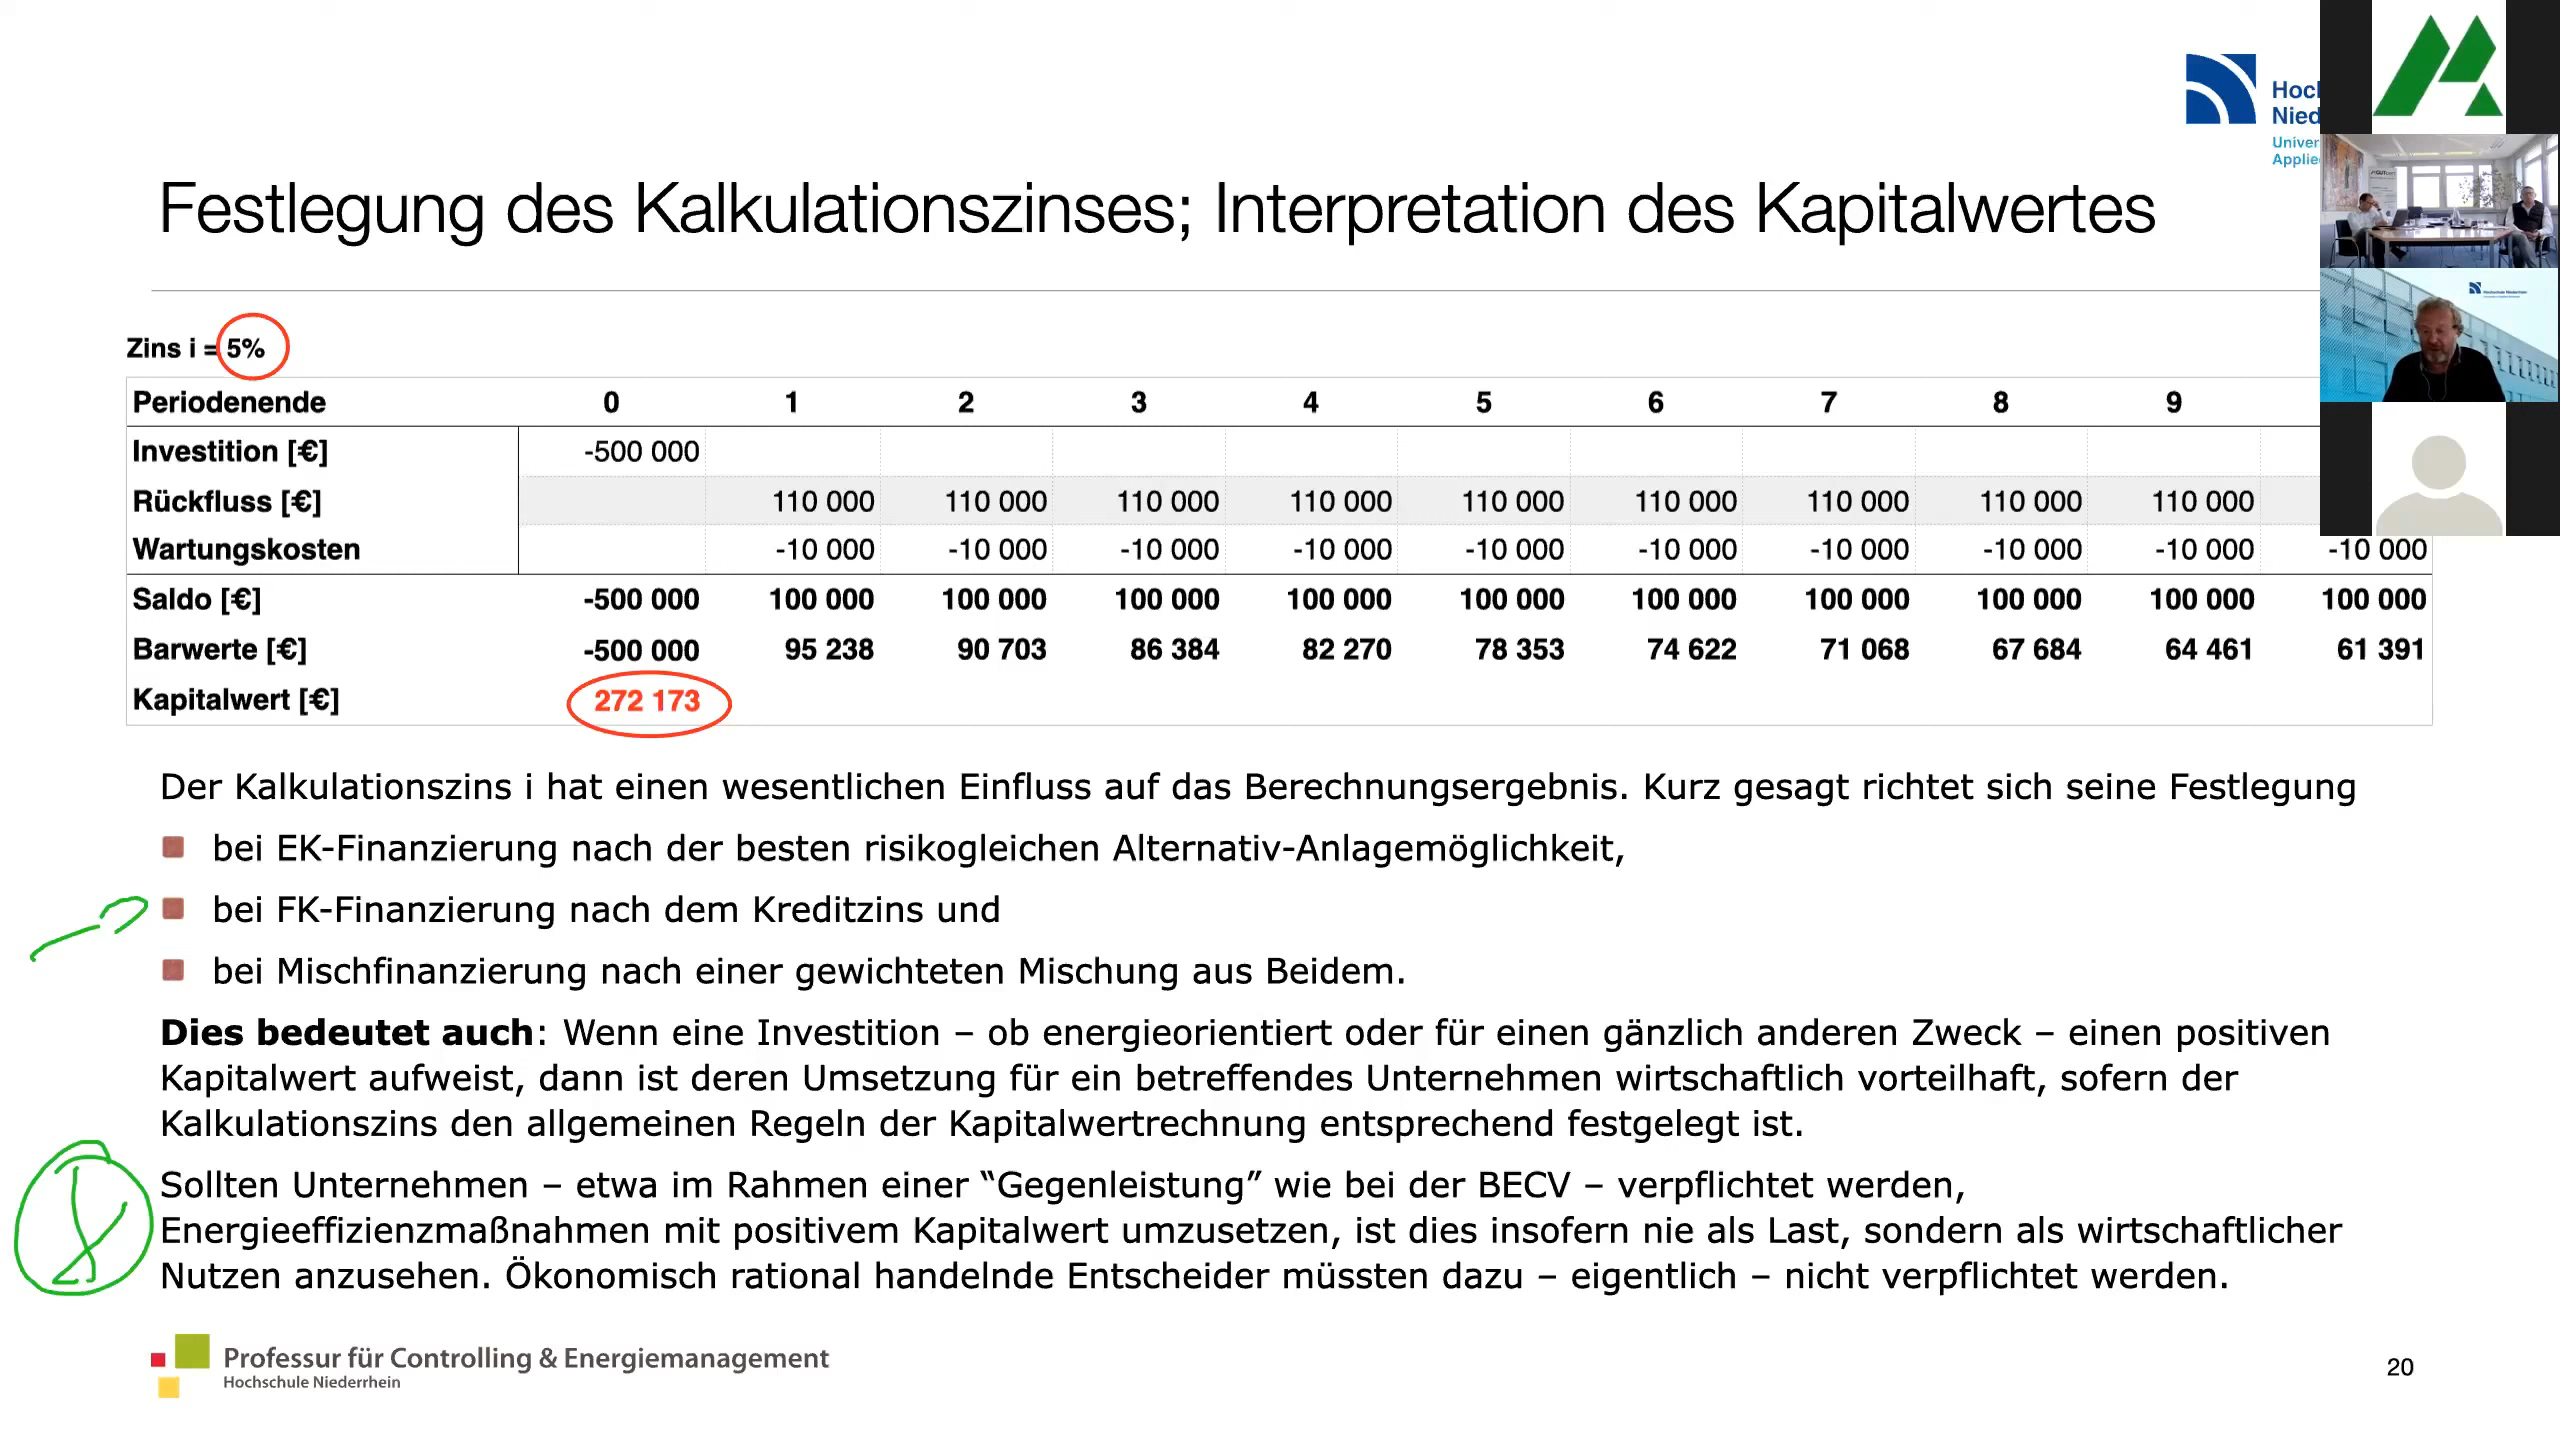 Hoch
Nied
Univer
Applie
Festlegung des Kalkulationszinses; Interpretation des Kapitalwertes
Zins i = 5%
Periodenende 0 1 2 3 4 5 6 7 8 9
Investition [€] -500 000
Rückfluss [€] 110 000 110 000 110 000 110 000 110 000 110 000 110 000 110 000 110 000
Wartungskosten -10 000 -10 000 -10 000 -10 000 -10 000 -10 000 -10 000 -10 000 -10 000 -10 000
Saldo [€] -500 000 100 000 100 000 100 000 100 000 100 000 100 000 100 000 100 000 100 000 100 000
Barwerte [€] -500 000 95 238 90 703 86 384 82 270 78 353 74 622 71 068 67 684 64 461 61 391
Kapitalwert [€] 272 173
Der Kalkulationszins i hat einen wesentlichen Einfluss auf das Berechnungsergebnis. Kurz gesagt richtet sich seine Festlegung
bei EK-Finanzierung nach der besten risikogleichen Alternativ-Anlagemöglichkeit,
bei FK-Finanzierung nach dem Kreditzins und
bei Mischfinanzierung nach einer gewichteten Mischung aus Beidem.
Dies bedeutet auch: Wenn eine Investition – ob energieorientiert oder für einen gänzlich anderen Zweck – einen positiven
Kapitalwert aufweist, dann ist deren Umsetzung für ein betreffendes Unternehmen wirtschaftlich vorteilhaft, sofern der
Kalkulationszins den allgemeinen Regeln der Kapitalwertrechnung entsprechend festgelegt ist.
Sollten Unternehmen – etwa im Rahmen einer “Gegenleistung” wie bei der BECV – verpflichtet werden,
Energieeffizienzmaßnahmen mit positivem Kapitalwert umzusetzen, ist dies insofern nie als Last, sondern als wirtschaftlicher
Nutzen anzusehen. Ökonomisch rational handelnde Entscheider müssten dazu – eigentlich – nicht verpflichtet werden.
Professur für Controlling & Energiemanagement
Hochschule Niederrhein
20